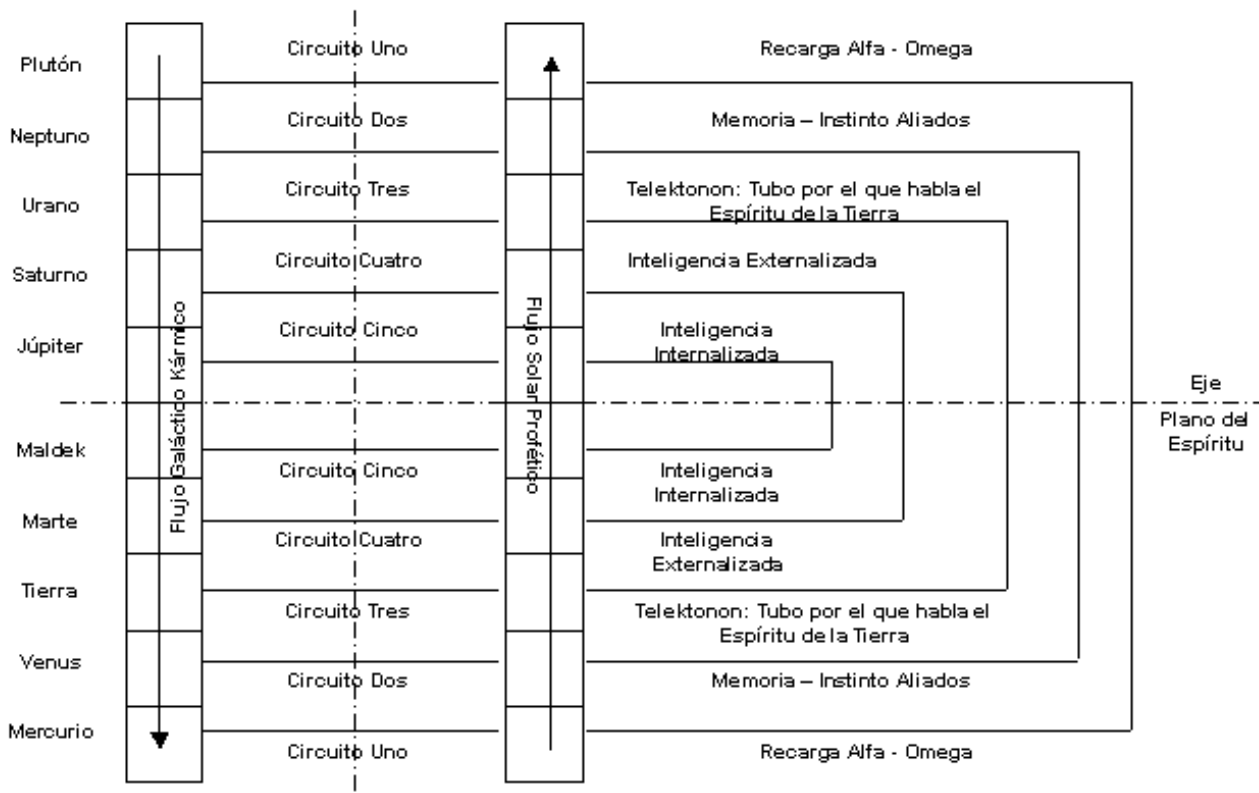 Circuito Uno
Recarga Alfa - Omega
Plutón
Circuito Dos
Memoria – Instinto Aliados
Neptuno
Circuito Tres
Telektonon: Tubo por el que habla el
Espíritu de la Tierra
Urano
Circuito Cuatro
Inteligencia Externalizada
Saturno
Circuito Cinco
Inteligencia
Internalizada
Júpiter
Flujo Galáctico Kármico
Flujo Solar Profético
Eje
Plano del
Espíritu
Maldek
Circuito Cinco
Inteligencia
Internalizada
Marte
Circuito Cuatro
Inteligencia
Externalizada
Tierra
Circuito Tres
Telektonon: Tubo por el que habla el
Espíritu de la Tierra
Venus
Circuito Dos
Memoria – Instinto Aliados
Mercurio
Circuito Uno
Recarga Alfa - Omega